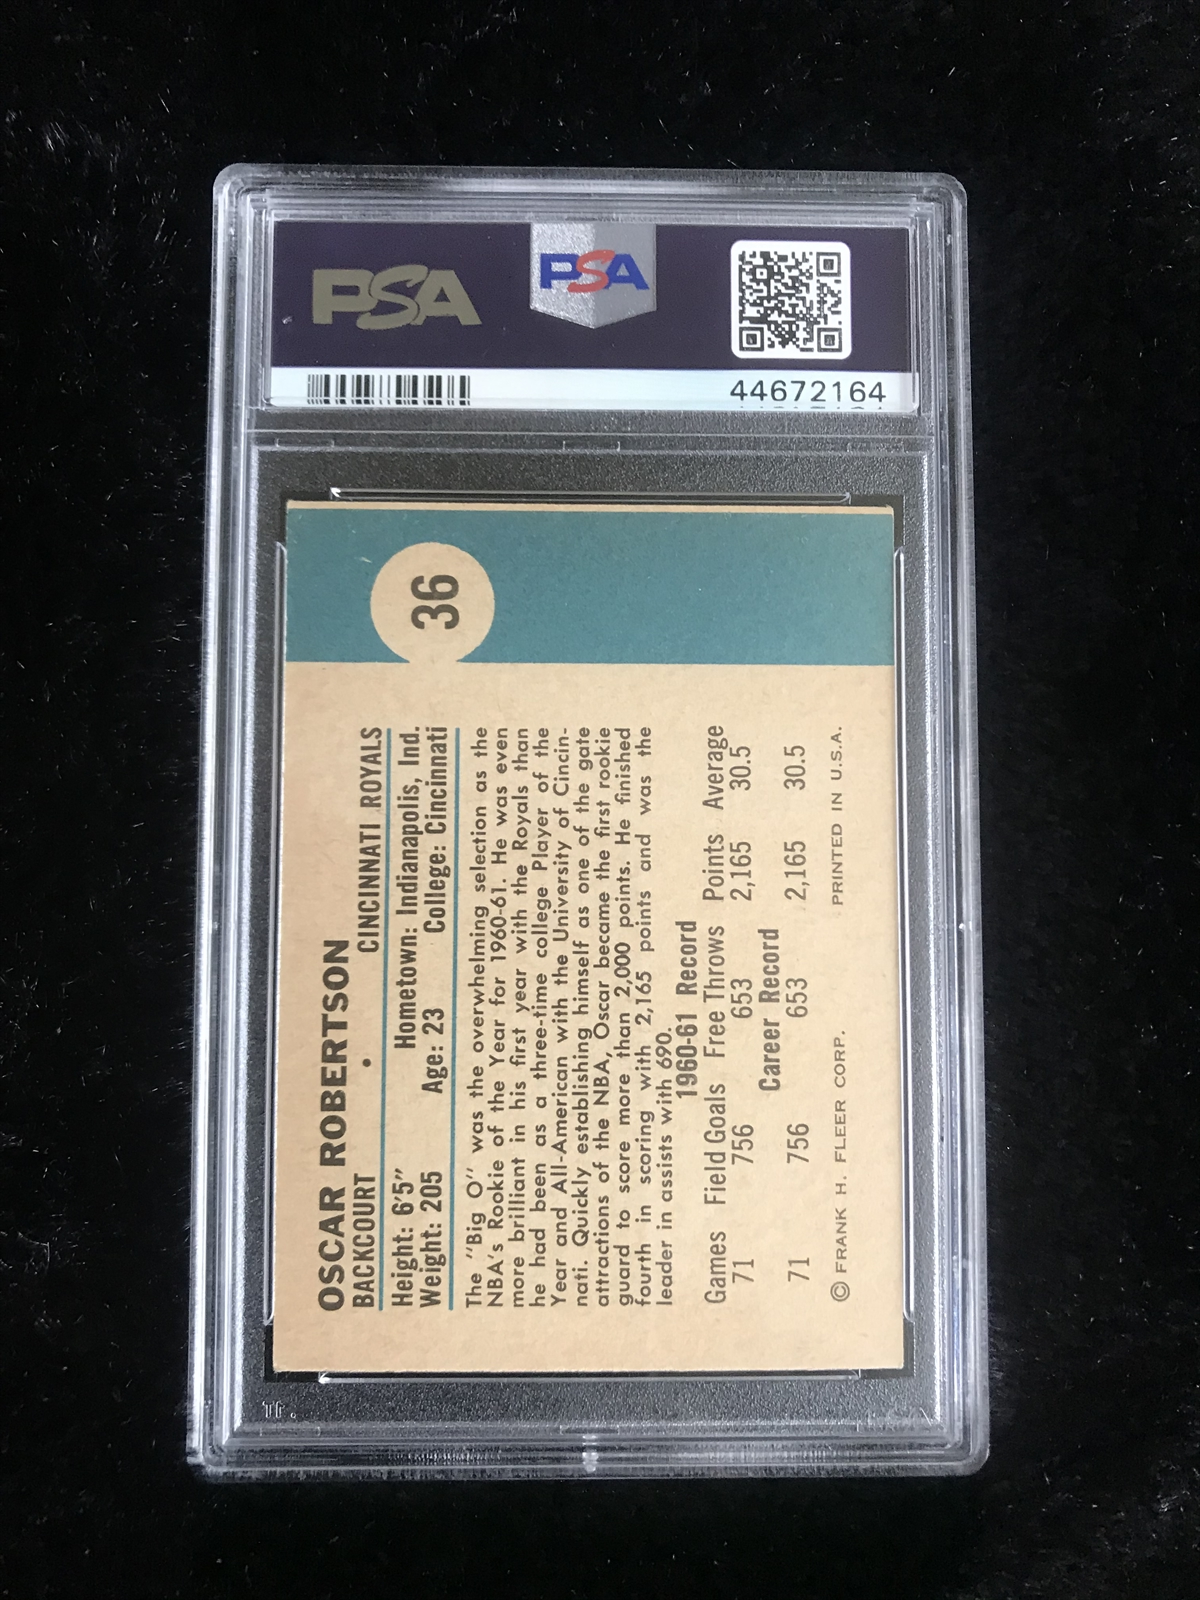 PSA
PSA
44672164
36
OSCAR ROBERTSON
BACKCOURT • CINCINNATI ROYALS
Height: 6'5" Hometown: Indianapolis, Ind.
Weight: 205 Age: 23 College: Cincinnati
The "Big O" was the overwhelming selection as the
NBA's Rookie of the Year for 1960-61. He was even
more brilliant in his first year with the Royals than
he had been as a three-time college Player of the
Year and All-American with the University of Cincin-
nati. Quickly establishing himself as one of the gate
attractions of the NBA, Oscar became the first rookie
guard to score more than 2,000 points. He finished
fourth in scoring with 2,165 points and was the
leader in assists with 690.
1960-61 Record
Games Field Goals Free Throws Points Average
71 756 653 2,165 30.5
Career Record
71 756 653 2,165 30.5
© FRANK H. FLEER CORP. PRINTED IN U.S.A.